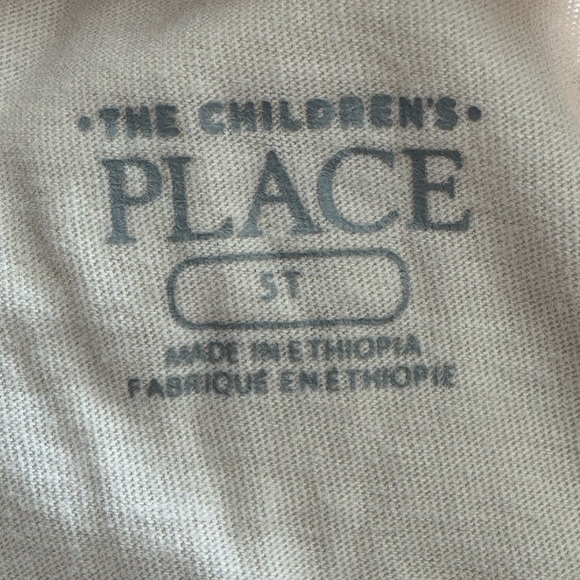 • THE CHILDREN'S •
PLACE
5T
MADE IN ETHIOPIA
FABRIQUÉ EN ÉTHIOPIE